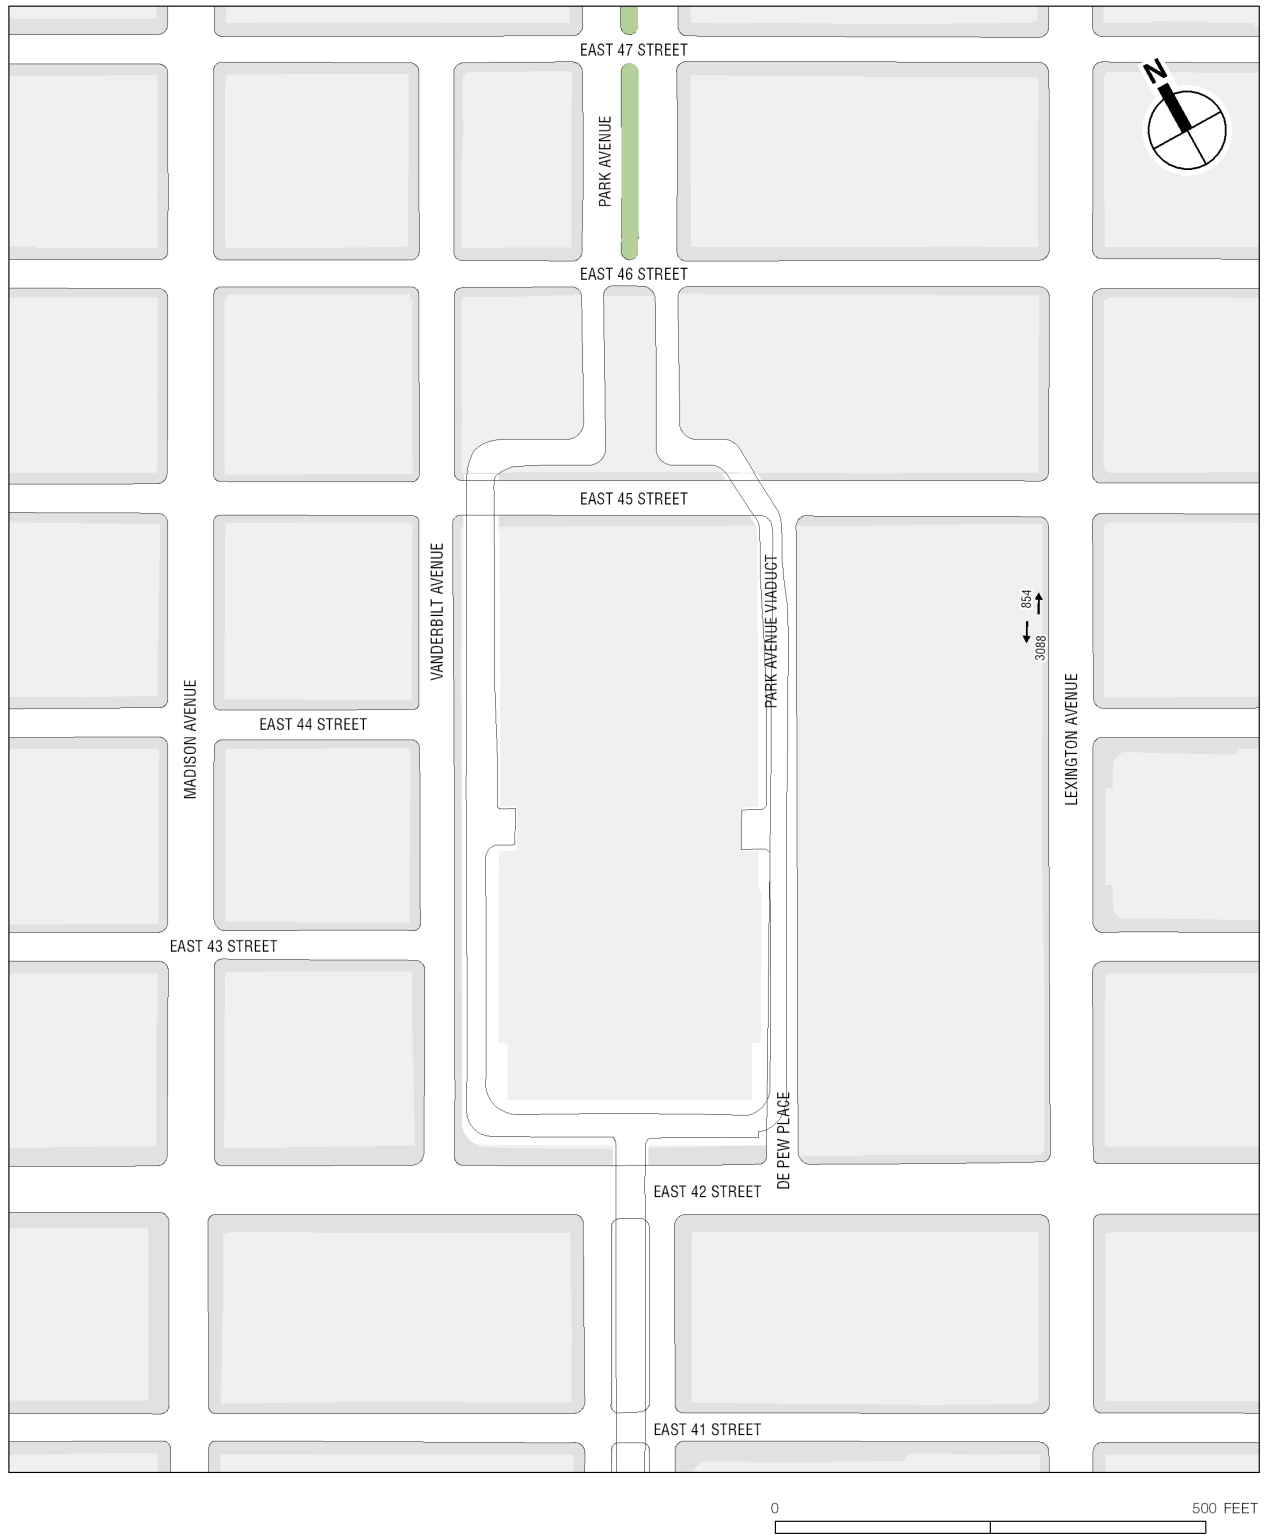 EAST 47 STREET
N
PARK AVENUE
EAST 46 STREET
EAST 45 STREET
VANDERBILT AVENUE
PARK AVENUE VIADUCT
854
3088
MADISON AVENUE
LEXINGTON AVENUE
EAST 44 STREET
EAST 43 STREET
DE PEW PLACE
EAST 42 STREET
EAST 41 STREET
0 500 FEET